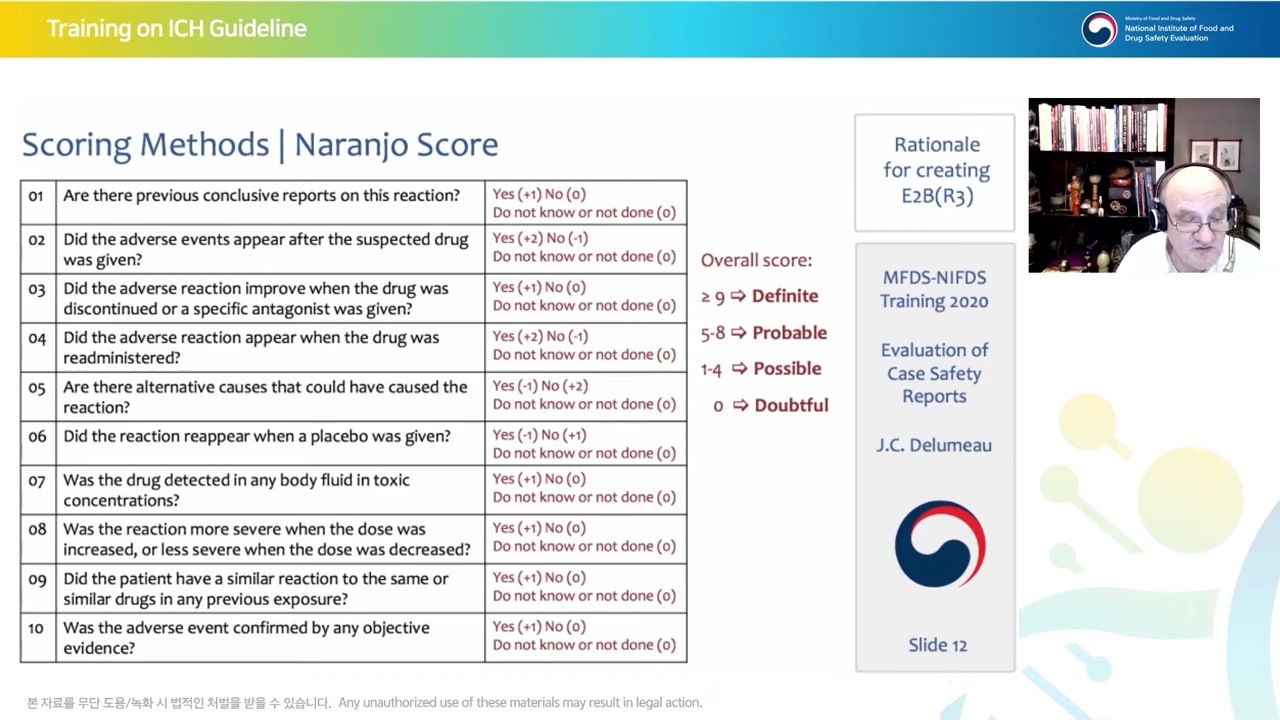 Training on ICH Guideline
Ministry of Food and Drug Safety
National Institute of Food and
Drug Safety Evaluation
Scoring Methods | Naranjo Score
01 Are there previous conclusive reports on this reaction? Yes (+1) No (0)
Do not know or not done (0)
02 Did the adverse events appear after the suspected drug
was given?
Yes (+2) No (-1)
Do not know or not done (0)
03 Did the adverse reaction improve when the drug was
discontinued or a specific antagonist was given?
Yes (+1) No (0)
Do not know or not done (0)
04 Did the adverse reaction appear when the drug was
readministered?
Yes (+2) No (-1)
Do not know or not done (0)
05 Are there alternative causes that could have caused the
reaction?
Yes (-1) No (+2)
Do not know or not done (0)
06 Did the reaction reappear when a placebo was given?
Yes (-1) No (+1)
Do not know or not done (0)
07 Was the drug detected in any body fluid in toxic
concentrations?
Yes (+1) No (0)
Do not know or not done (0)
08 Was the reaction more severe when the dose was
increased, or less severe when the dose was decreased?
Yes (+1) No (0)
Do not know or not done (0)
09 Did the patient have a similar reaction to the same or
similar drugs in any previous exposure?
Yes (+1) No (0)
Do not know or not done (0)
10 Was the adverse event confirmed by any objective
evidence?
Yes (+1) No (0)
Do not know or not done (0)
Overall score:
≥ 9 ⇨ Definite
5-8 ⇨ Probable
1-4 ⇨ Possible
0 ⇨ Doubtful
Rationale
for creating
E2B(R3)
MFDS-NIFDS
Training 2020
Evaluation of
Case Safety
Reports
J.C. Delumeau
Slide 12
본 자료를 무단 도용/녹화 시 법적인 처벌을 받을 수 있습니다. Any unauthorized use of these materials may result in legal action.